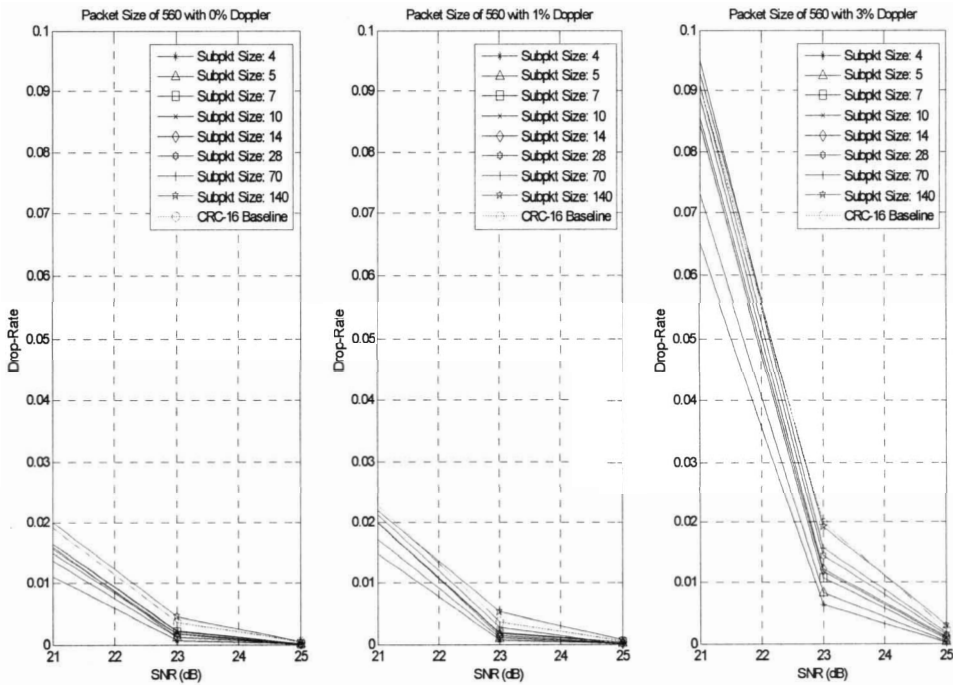 Packet Size of 560 with 0% Doppler
0.1
0.09
0.08
0.07
0.06
0.05
0.04
0.03
0.02
0.01
0
Drop-Rate
Subpkt Size: 4
Subpkt Size: 5
Subpkt Size: 7
Subpkt Size: 10
Subpkt Size: 14
Subpkt Size: 28
Subpkt Size: 70
Subpkt Size: 140
CRC-16 Baseline
21 22 23 24 25
SNR (dB)
Packet Size of 560 with 1% Doppler
0.1
0.09
0.08
0.07
0.06
0.05
0.04
0.03
0.02
0.01
0
Drop-Rate
Subpkt Size: 4
Subpkt Size: 5
Subpkt Size: 7
Subpkt Size: 10
Subpkt Size: 14
Subpkt Size: 28
Subpkt Size: 70
Subpkt Size: 140
CRC-16 Baseline
21 22 23 24 25
SNR (dB)
Packet Size of 560 with 3% Doppler
0.1
0.09
0.08
0.07
0.06
0.05
0.04
0.03
0.02
0.01
0
Drop-Rate
Subpkt Size: 4
Subpkt Size: 5
Subpkt Size: 7
Subpkt Size: 10
Subpkt Size: 14
Subpkt Size: 28
Subpkt Size: 70
Subpkt Size: 140
CRC-16 Baseline
21 22 23 24 25
SNR (dB)